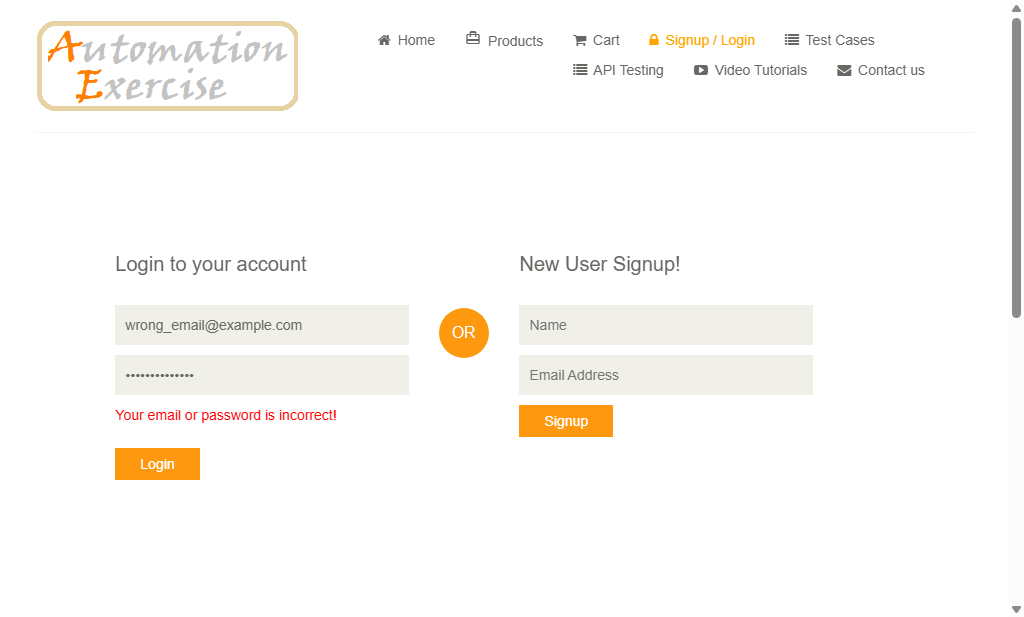 Automation
Exercise
Home
Products
Cart
Signup / Login
Test Cases
API Testing
Video Tutorials
Contact us
Login to your account
wrong_email@example.com
••••••••••••••
Your email or password is incorrect!
Login
OR
New User Signup!
Name
Email Address
Signup